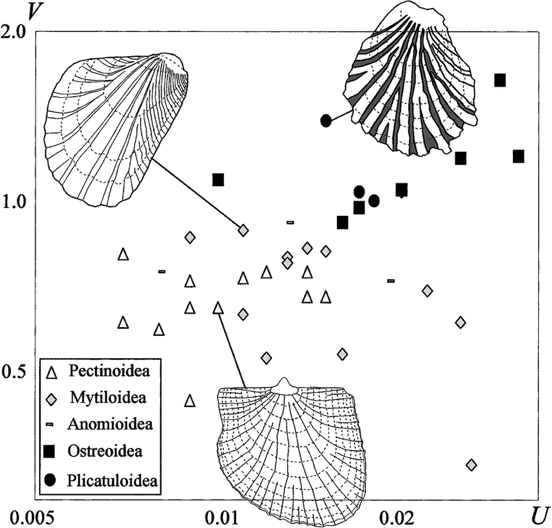 V
2.0
1.0
0.5
Pectinoidea
Mytiloidea
Anomioidea
Ostreoidea
Plicatuloidea
0.005
0.01
0.02
U